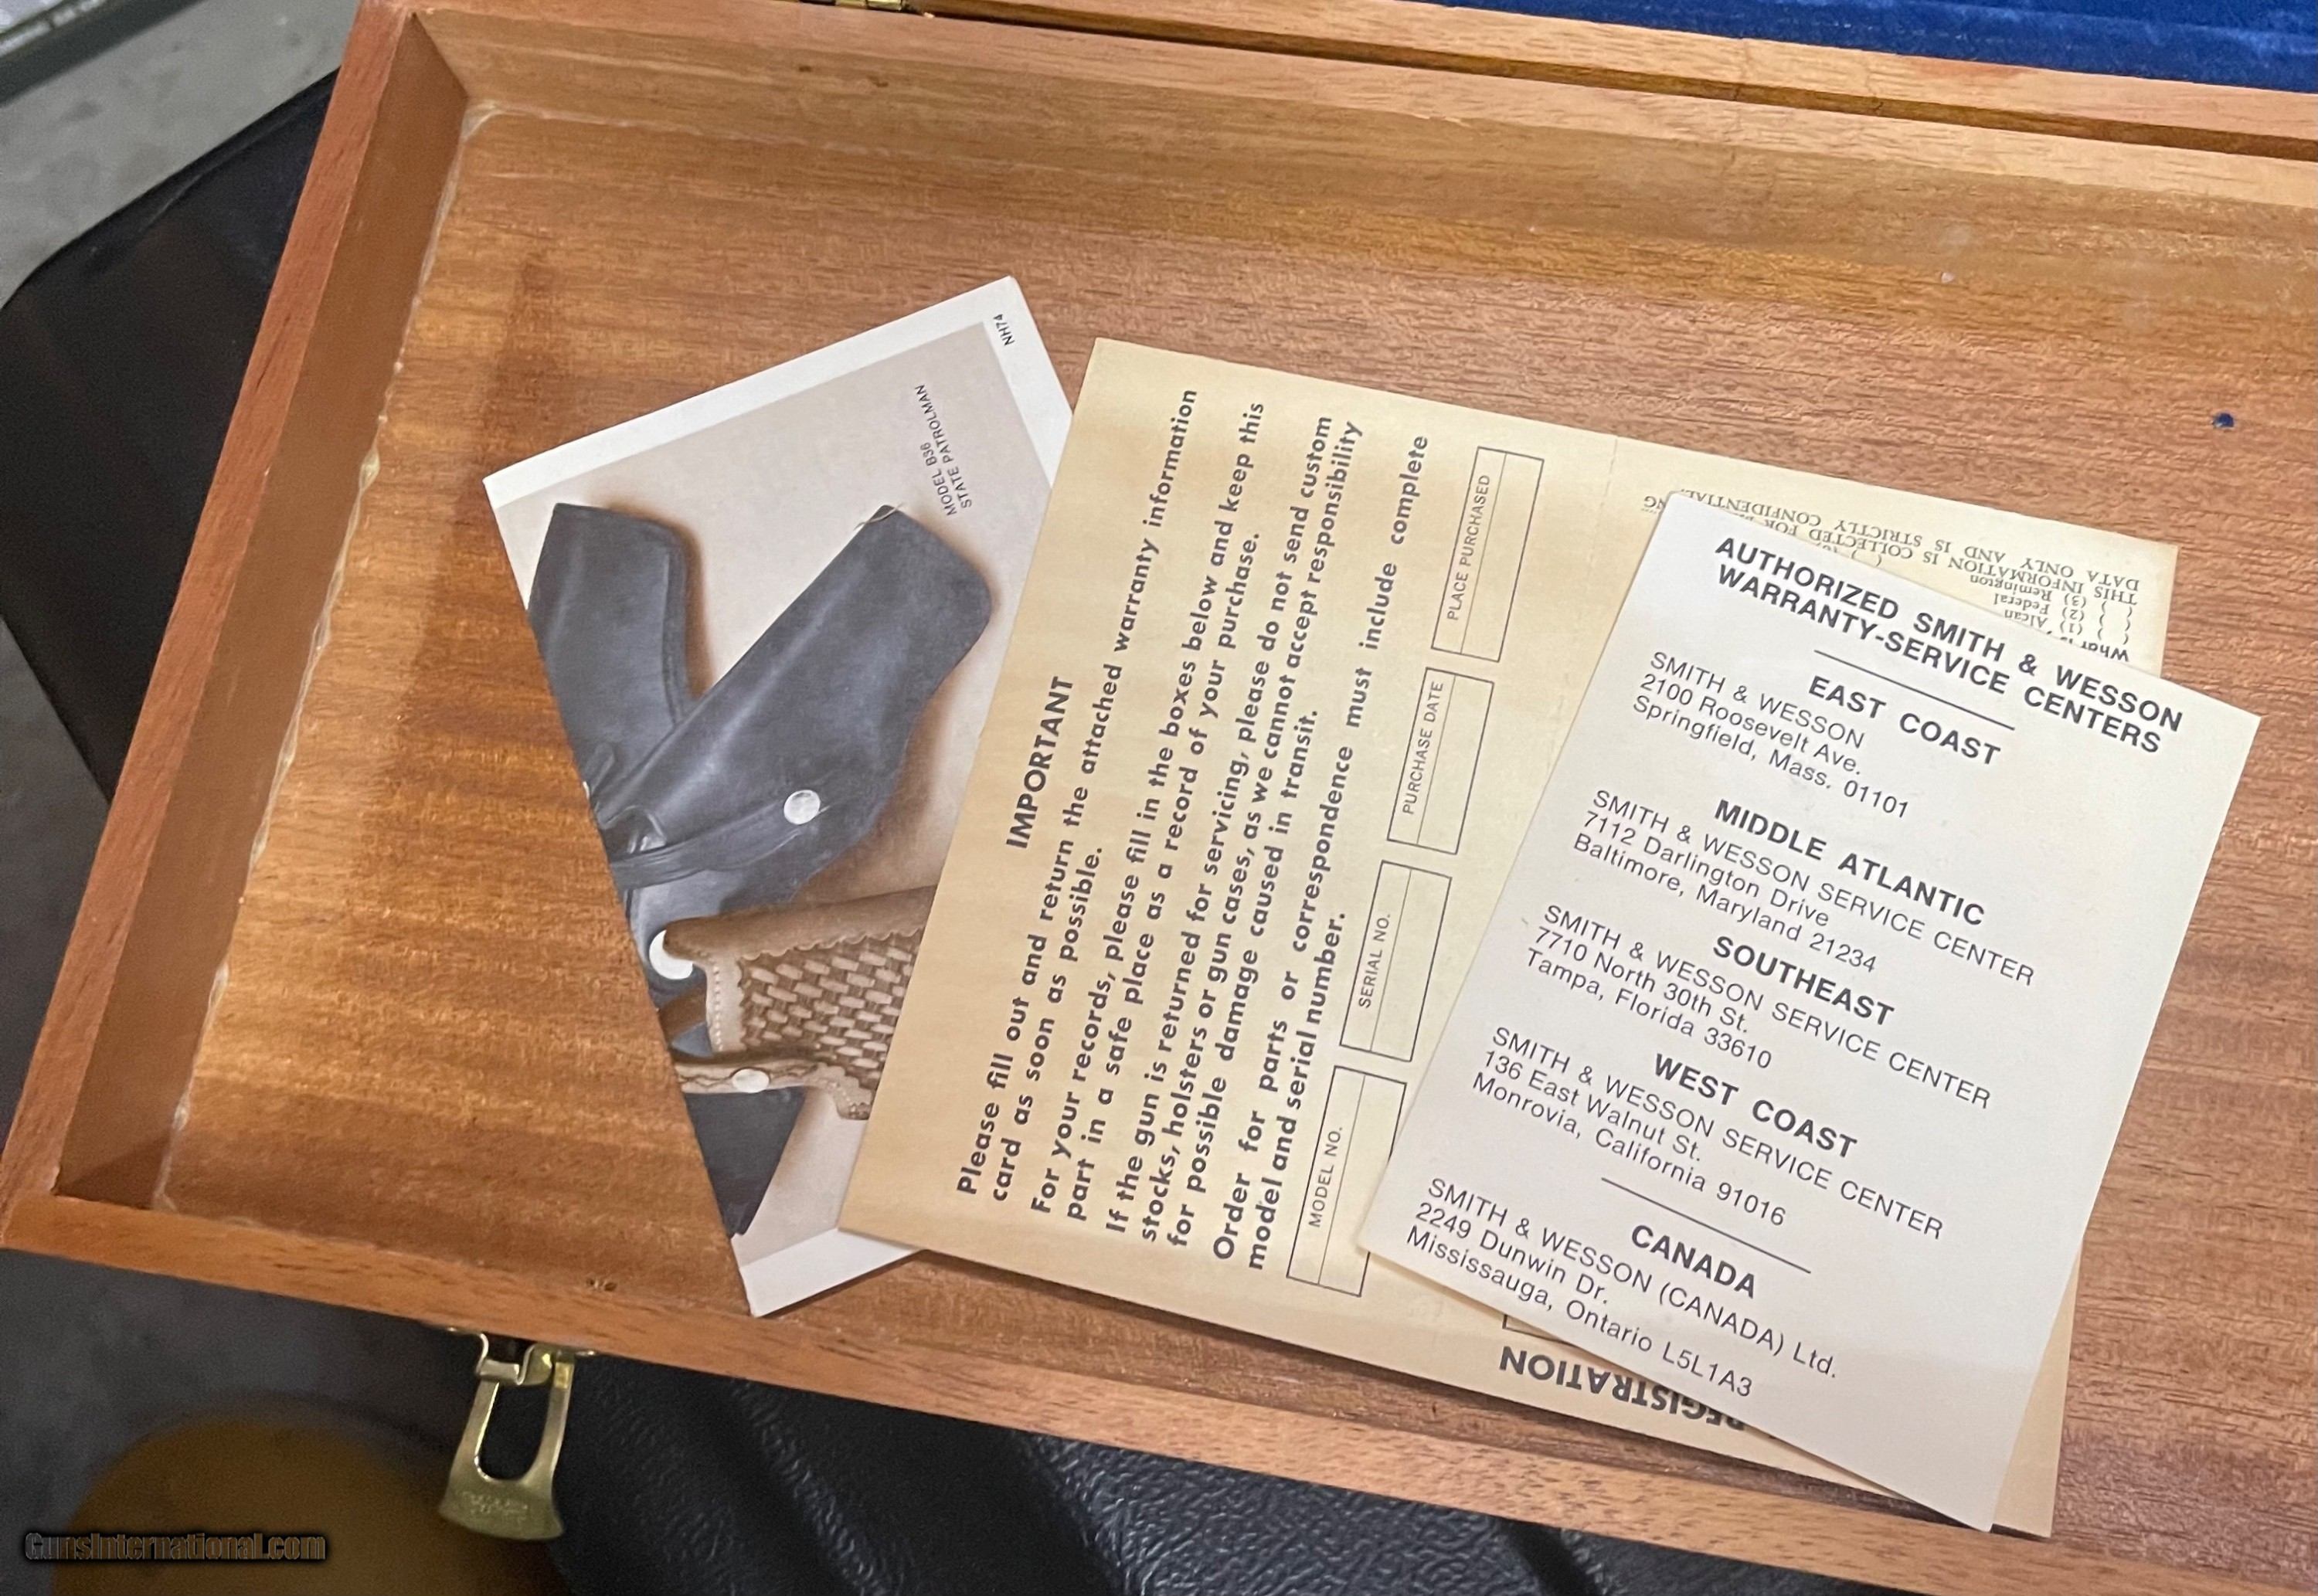 NH74
MODEL BS6
STATE PATROLMAN
IMPORTANT
Please fill out and return the attached warranty information
card as soon as possible.
For your records, please fill in the boxes below and keep this
part in a safe place as a record of your purchase.
If the gun is returned for servicing, please do not send custom
stocks, holsters or gun cases, as we cannot accept responsibility
for possible damage caused in transit.
Order for parts or correspondence must include complete
model and serial number.
MODEL NO.
SERIAL NO.
PURCHASE DATE
PLACE PURCHASED
(1) Alcan
(2) Federal
(3) Remington
THIS INFORMATION IS COLLECTED FOR
DATA ONLY AND IS STRICTLY CONFIDENTIAL.
REGISTRATION
AUTHORIZED SMITH & WESSON
WARRANTY-SERVICE CENTERS
EAST COAST
SMITH & WESSON
2100 Roosevelt Ave.
Springfield, Mass. 01101
MIDDLE ATLANTIC
SMITH & WESSON SERVICE CENTER
7112 Darlington Drive
Baltimore, Maryland 21234
SOUTHEAST
SMITH & WESSON SERVICE CENTER
7710 North 30th St.
Tampa, Florida 33610
WEST COAST
SMITH & WESSON SERVICE CENTER
136 East Walnut St.
Monrovia, California 91016
CANADA
SMITH & WESSON (CANADA) Ltd.
2249 Dunwin Dr.
Mississauga, Ontario L5L1A3
GunsInternational.com